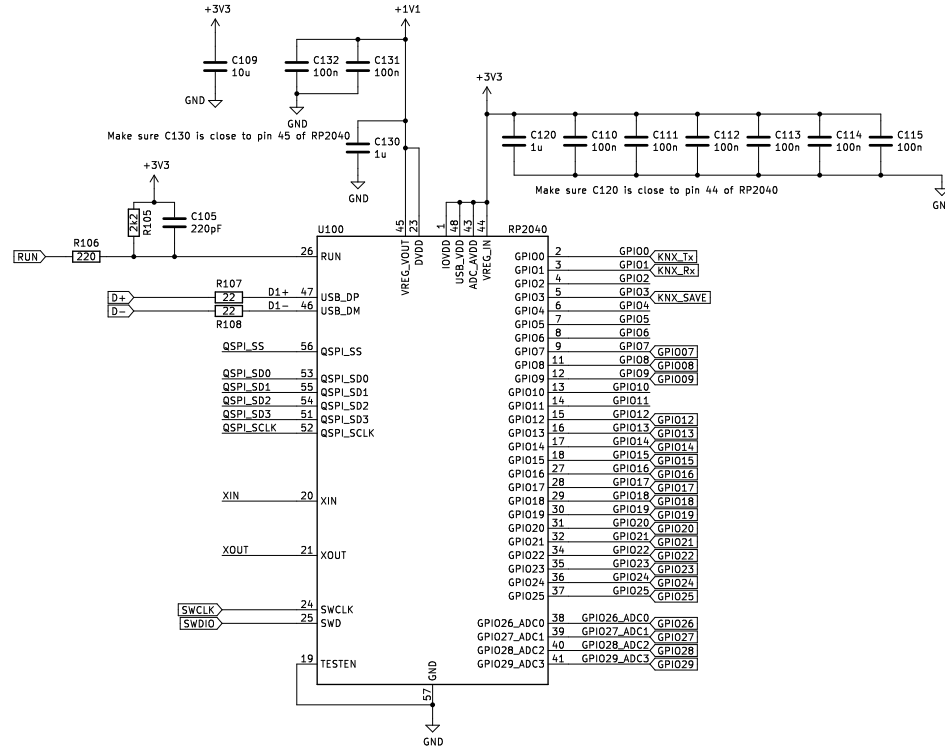 +3V3
+1V1
C109
10u
GND
C132
100n
C131
100n
GND
+3V3
Make sure C130 is close to pin 45 of RP2040
C130
1u
GND
C120
1u
C110
100n
C111
100n
C112
100n
C113
100n
C114
100n
C115
100n
Make sure C120 is close to pin 44 of RP2040
+3V3
2k2
R105
C105
220pF
RUN
R106
220
U100
RP2040
45
23
1
48
43
44
VREG_VOUT
DVDD
IOVDD
USB_VDD
ADC_AVDD
VREG_IN
26 RUN
D+
R107
22
D1+
47 USB_DP
D-
22
R108
D1-
46 USB_DM
QSPI_SS 56 QSPI_SS
QSPI_SD0 53 QSPI_SD0
QSPI_SD1 55 QSPI_SD1
QSPI_SD2 54 QSPI_SD2
QSPI_SD3 51 QSPI_SD3
QSPI_SCLK 52 QSPI_SCLK
XIN 20 XIN
XOUT 21 XOUT
SWCLK 24 SWCLK
SWDIO 25 SWD
19 TESTEN
GPIO0 2 GPIO0 KNX_Tx
GPIO1 3 GPIO1 KNX_Rx
GPIO2 4 GPIO2
GPIO3 5 GPIO3 KNX_SAVE
GPIO4 6 GPIO4
GPIO5 7 GPIO5
GPIO6 8 GPIO6
GPIO7 9 GPIO7 GPIO07
GPIO8 11 GPIO8 GPIO08
GPIO9 12 GPIO9 GPIO09
GPIO10 13 GPIO10
GPIO11 14 GPIO11
GPIO12 15 GPIO12 GPIO12
GPIO13 16 GPIO13 GPIO13
GPIO14 17 GPIO14 GPIO14
GPIO15 18 GPIO15 GPIO15
GPIO16 27 GPIO16 GPIO16
GPIO17 28 GPIO17 GPIO17
GPIO18 29 GPIO18 GPIO18
GPIO19 30 GPIO19 GPIO19
GPIO20 31 GPIO20 GPIO20
GPIO21 32 GPIO21 GPIO21
GPIO22 34 GPIO22 GPIO22
GPIO23 35 GPIO23 GPIO23
GPIO24 36 GPIO24 GPIO24
GPIO25 37 GPIO25 GPIO25
GPIO26_ADC0 38 GPIO26_ADC0 GPIO26
GPIO27_ADC1 39 GPIO27_ADC1 GPIO27
GPIO28_ADC2 40 GPIO28_ADC2 GPIO28
GPIO29_ADC3 41 GPIO29_ADC3 GPIO29
GND
57
GND